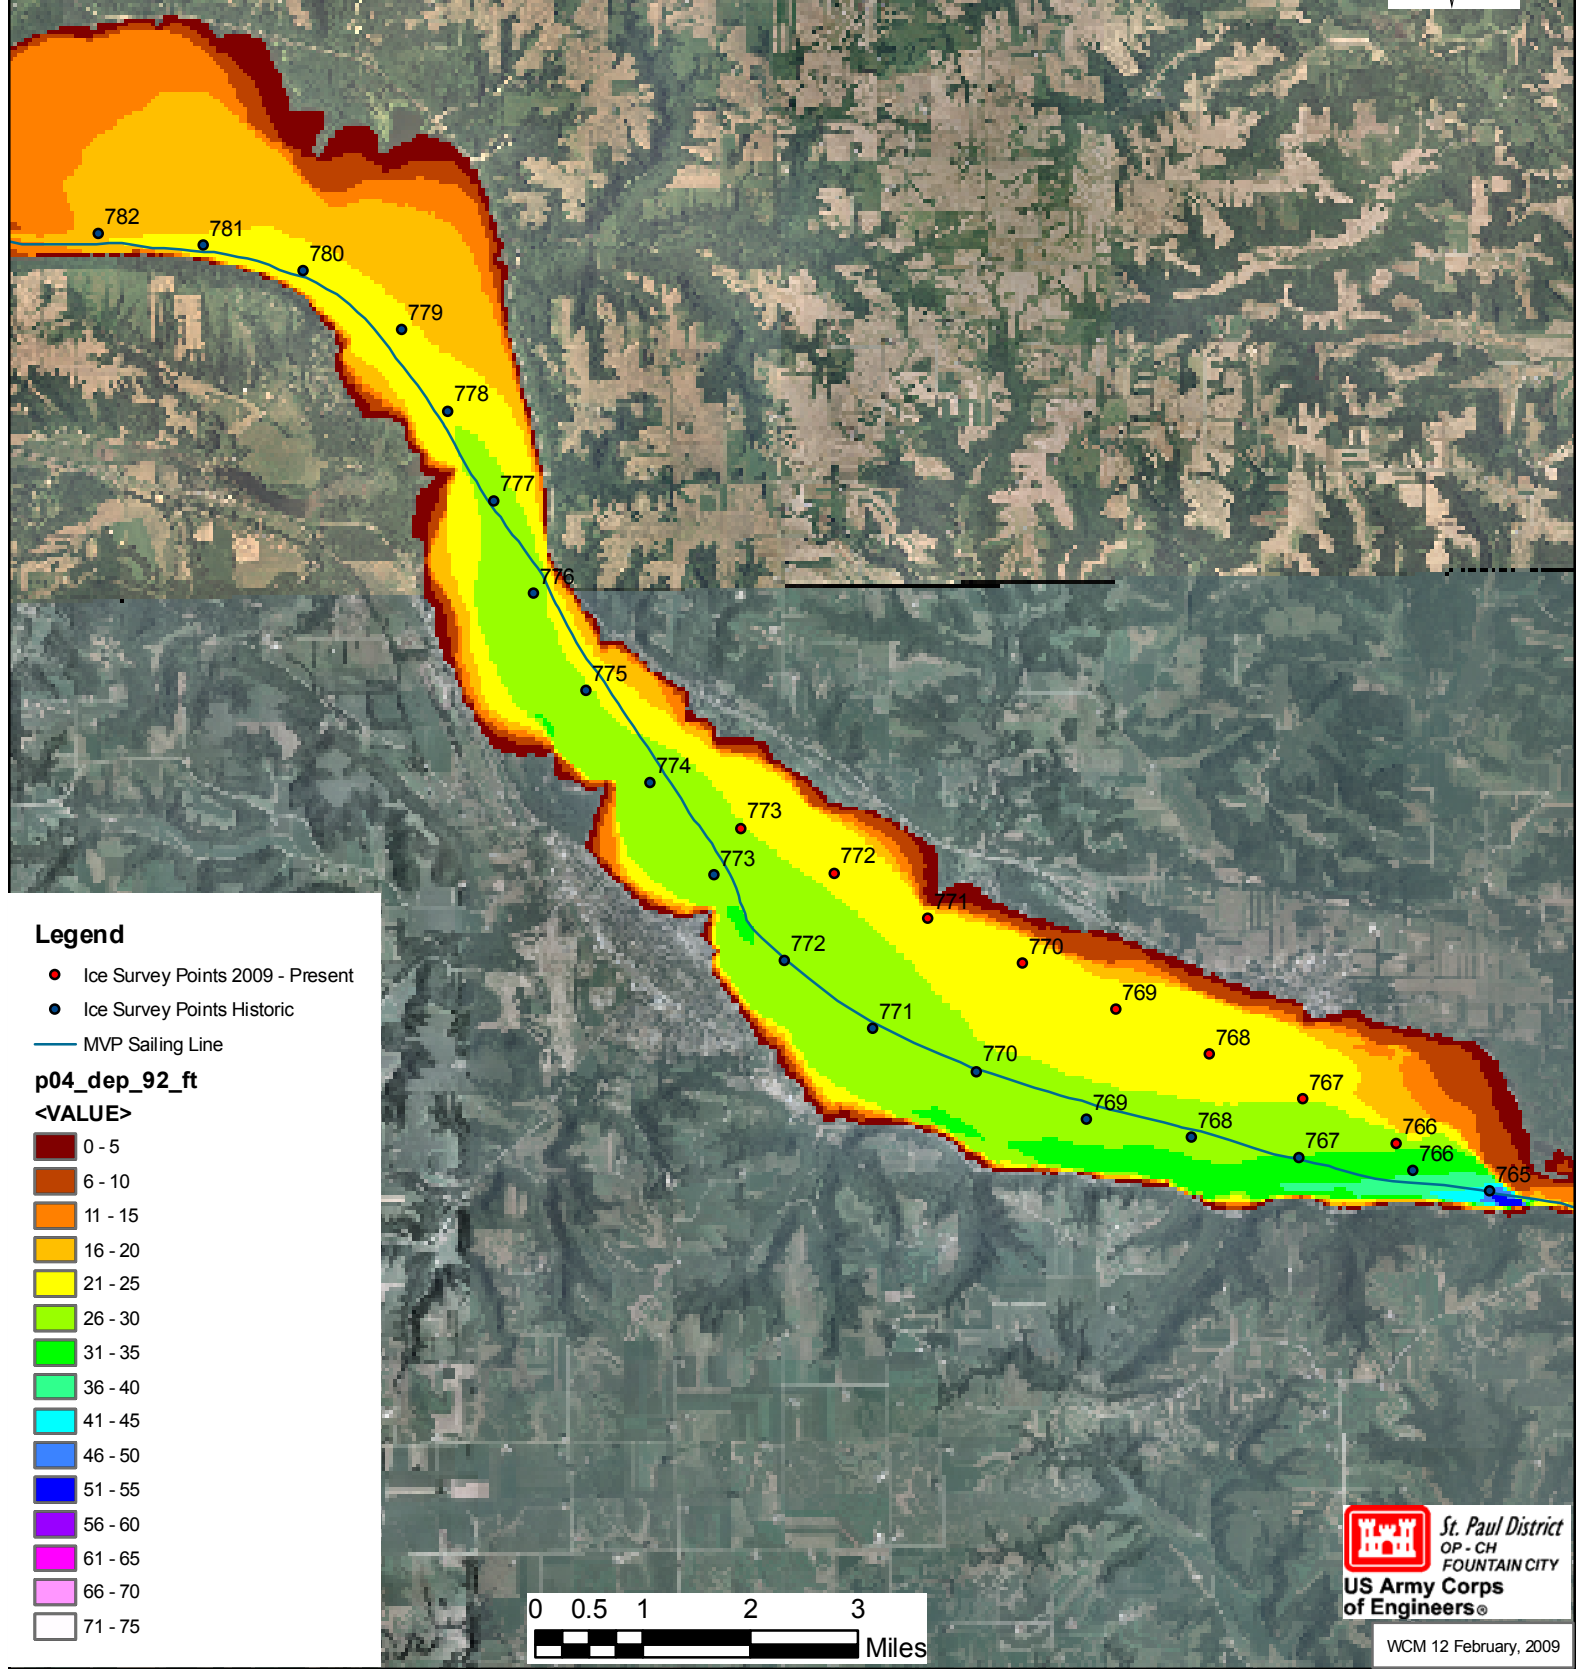 782
781
780
779
778
777
776
775
774
773
773
772
771
772
770
769
771
768
770
767
769
768
766
767
766
765
Legend
Ice Survey Points 2009 - Present
Ice Survey Points Historic
MVP Sailing Line
p04_dep_92_ft
<VALUE>
0 - 5
6 - 10
11 - 15
16 - 20
21 - 25
26 - 30
31 - 35
36 - 40
41 - 45
46 - 50
51 - 55
56 - 60
61 - 65
66 - 70
71 - 75
0 0.5 1 2 3
Miles
St. Paul District
OP - CH
FOUNTAIN CITY
US Army Corps
of Engineers®
WCM 12 February, 2009